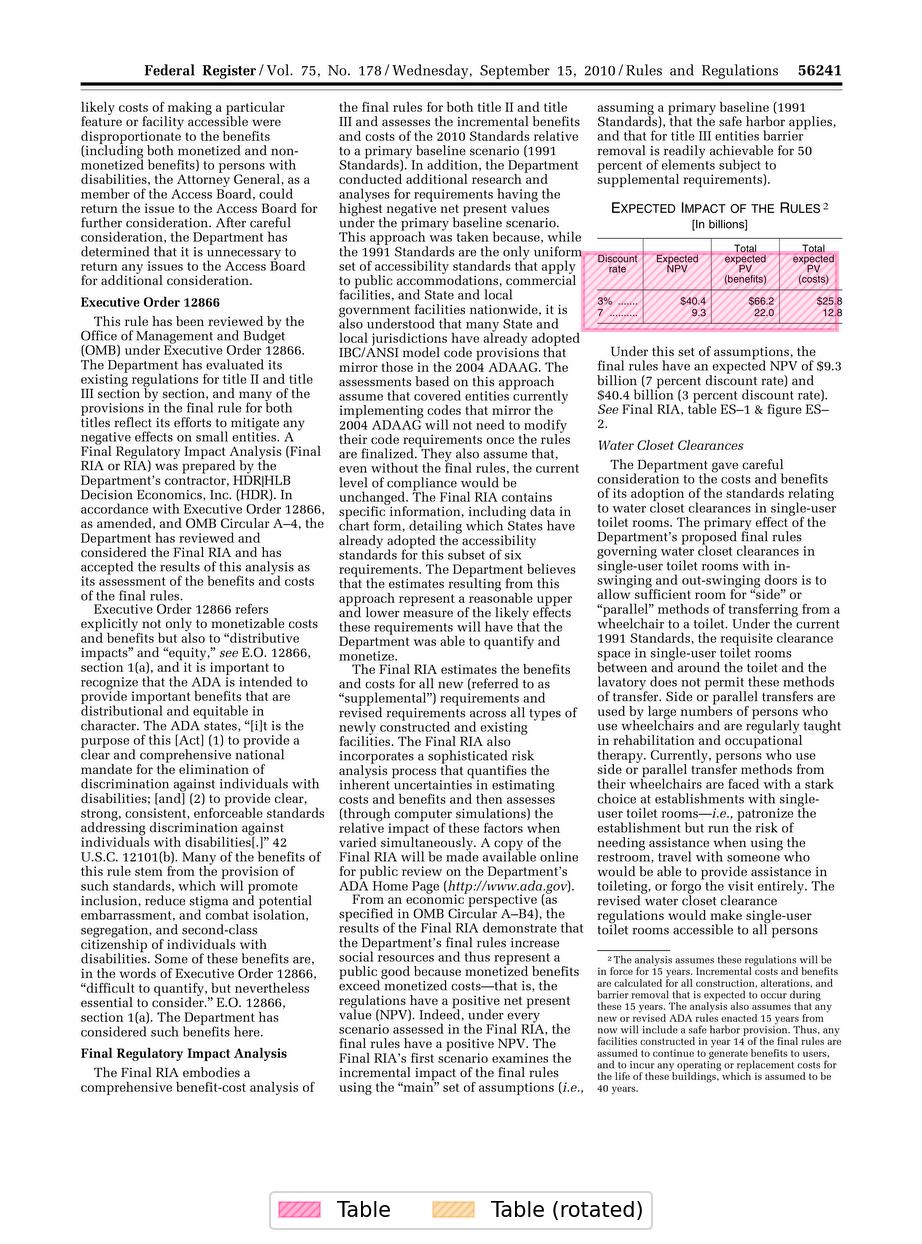 Federal Register / Vol. 75, No. 178 / Wednesday, September 15, 2010 / Rules and Regulations 56241
likely costs of making a particular
feature or facility accessible were
disproportionate to the benefits
(including both monetized and non-
monetized benefits) to persons with
disabilities, the Attorney General, as a
member of the Access Board, could
return the issue to the Access Board for
further consideration. After careful
consideration, the Department has
determined that it is unnecessary to
return any issues to the Access Board
for additional consideration.
Executive Order 12866
This rule has been reviewed by the
Office of Management and Budget
(OMB) under Executive Order 12866.
The Department has evaluated its
existing regulations for title II and title
III section by section, and many of the
provisions in the final rule for both
titles reflect its efforts to mitigate any
negative effects on small entities. A
Final Regulatory Impact Analysis (Final
RIA or RIA) was prepared by the
Department's contractor, HDR|HLB
Decision Economics, Inc. (HDR). In
accordance with Executive Order 12866,
as amended, and OMB Circular A–4, the
Department has reviewed and
considered the Final RIA and has
accepted the results of this analysis as
its assessment of the benefits and costs
of the final rules.
Executive Order 12866 refers
explicitly not only to monetizable costs
and benefits but also to “distributive
impacts” and “equity,” see E.O. 12866,
section 1(a), and it is important to
recognize that the ADA is intended to
provide important benefits that are
distributional and equitable in
character. The ADA states, “[i]t is the
purpose of this [Act] (1) to provide a
clear and comprehensive national
mandate for the elimination of
discrimination against individuals with
disabilities; [and] (2) to provide clear,
strong, consistent, enforceable standards
addressing discrimination against
individuals with disabilities[.]” 42
U.S.C. 12101(b). Many of the benefits of
this rule stem from the provision of
such standards, which will promote
inclusion, reduce stigma and potential
embarrassment, and combat isolation,
segregation, and second-class
citizenship of individuals with
disabilities. Some of these benefits are,
in the words of Executive Order 12866,
“difficult to quantify, but nevertheless
essential to consider.” E.O. 12866,
section 1(a). The Department has
considered such benefits here.
Final Regulatory Impact Analysis
The Final RIA embodies a
comprehensive benefit-cost analysis of
the final rules for both title II and title
III and assesses the incremental benefits
and costs of the 2010 Standards relative
to a primary baseline scenario (1991
Standards). In addition, the Department
conducted additional research and
analyses for requirements having the
highest negative net present values
under the primary baseline scenario.
This approach was taken because, while
the 1991 Standards are the only uniform
set of accessibility standards that apply
to public accommodations, commercial
facilities, and State and local
government facilities nationwide, it is
also understood that many State and
local jurisdictions have already adopted
IBC/ANSI model code provisions that
mirror those in the 2004 ADAAG. The
assessments based on this approach
assume that covered entities currently
implementing codes that mirror the
2004 ADAAG will not need to modify
their code requirements once the rules
are finalized. They also assume that,
even without the final rules, the current
level of compliance would be
unchanged. The Final RIA contains
specific information, including data in
chart form, detailing which States have
already adopted the accessibility
standards for this subset of six
requirements. The Department believes
that the estimates resulting from this
approach represent a reasonable upper
and lower measure of the likely effects
these requirements will have that the
Department was able to quantify and
monetize.
The Final RIA estimates the benefits
and costs for all new (referred to as
“supplemental”) requirements and
revised requirements across all types of
newly constructed and existing
facilities. The Final RIA also
incorporates a sophisticated risk
analysis process that quantifies the
inherent uncertainties in estimating
costs and benefits and then assesses
(through computer simulations) the
relative impact of these factors when
varied simultaneously. A copy of the
Final RIA will be made available online
for public review on the Department's
ADA Home Page (http://www.ada.gov).
From an economic perspective (as
specified in OMB Circular A–B4), the
results of the Final RIA demonstrate that
the Department's final rules increase
social resources and thus represent a
public good because monetized benefits
exceed monetized costs—that is, the
regulations have a positive net present
value (NPV). Indeed, under every
scenario assessed in the Final RIA, the
final rules have a positive NPV. The
Final RIA's first scenario examines the
incremental impact of the final rules
using the “main” set of assumptions (i.e.,
assuming a primary baseline (1991
Standards), that the safe harbor applies,
and that for title III entities barrier
removal is readily achievable for 50
percent of elements subject to
supplemental requirements).
EXPECTED IMPACT OF THE RULES 2
[In billions]
Discount rate Expected NPV Total expected PV (benefits) Total expected PV (costs)
3% ....... $40.4 $66.2 $25.8
7 .......... 9.3 22.0 12.8
Under this set of assumptions, the
final rules have an expected NPV of $9.3
billion (7 percent discount rate) and
$40.4 billion (3 percent discount rate).
See Final RIA, table ES–1 & figure ES–
2.
Water Closet Clearances
The Department gave careful
consideration to the costs and benefits
of its adoption of the standards relating
to water closet clearances in single-user
toilet rooms. The primary effect of the
Department's proposed final rules
governing water closet clearances in
single-user toilet rooms with in-
swinging and out-swinging doors is to
allow sufficient room for “side” or
“parallel” methods of transferring from a
wheelchair to a toilet. Under the current
1991 Standards, the requisite clearance
space in single-user toilet rooms
between and around the toilet and the
lavatory does not permit these methods
of transfer. Side or parallel transfers are
used by large numbers of persons who
use wheelchairs and are regularly taught
in rehabilitation and occupational
therapy. Currently, persons who use
side or parallel transfer methods from
their wheelchairs are faced with a stark
choice at establishments with single-
user toilet rooms—i.e., patronize the
establishment but run the risk of
needing assistance when using the
restroom, travel with someone who
would be able to provide assistance in
toileting, or forgo the visit entirely. The
revised water closet clearance
regulations would make single-user
toilet rooms accessible to all persons
2 The analysis assumes these regulations will be
in force for 15 years. Incremental costs and benefits
are calculated for all construction, alterations, and
barrier removal that is expected to occur during
these 15 years. The analysis also assumes that any
new or revised ADA rules enacted 15 years from
now will include a safe harbor provision. Thus, any
facilities constructed in year 14 of the final rules are
assumed to continue to generate benefits to users,
and to incur any operating or replacement costs for
the life of these buildings, which is assumed to be
40 years.
Table Table (rotated)